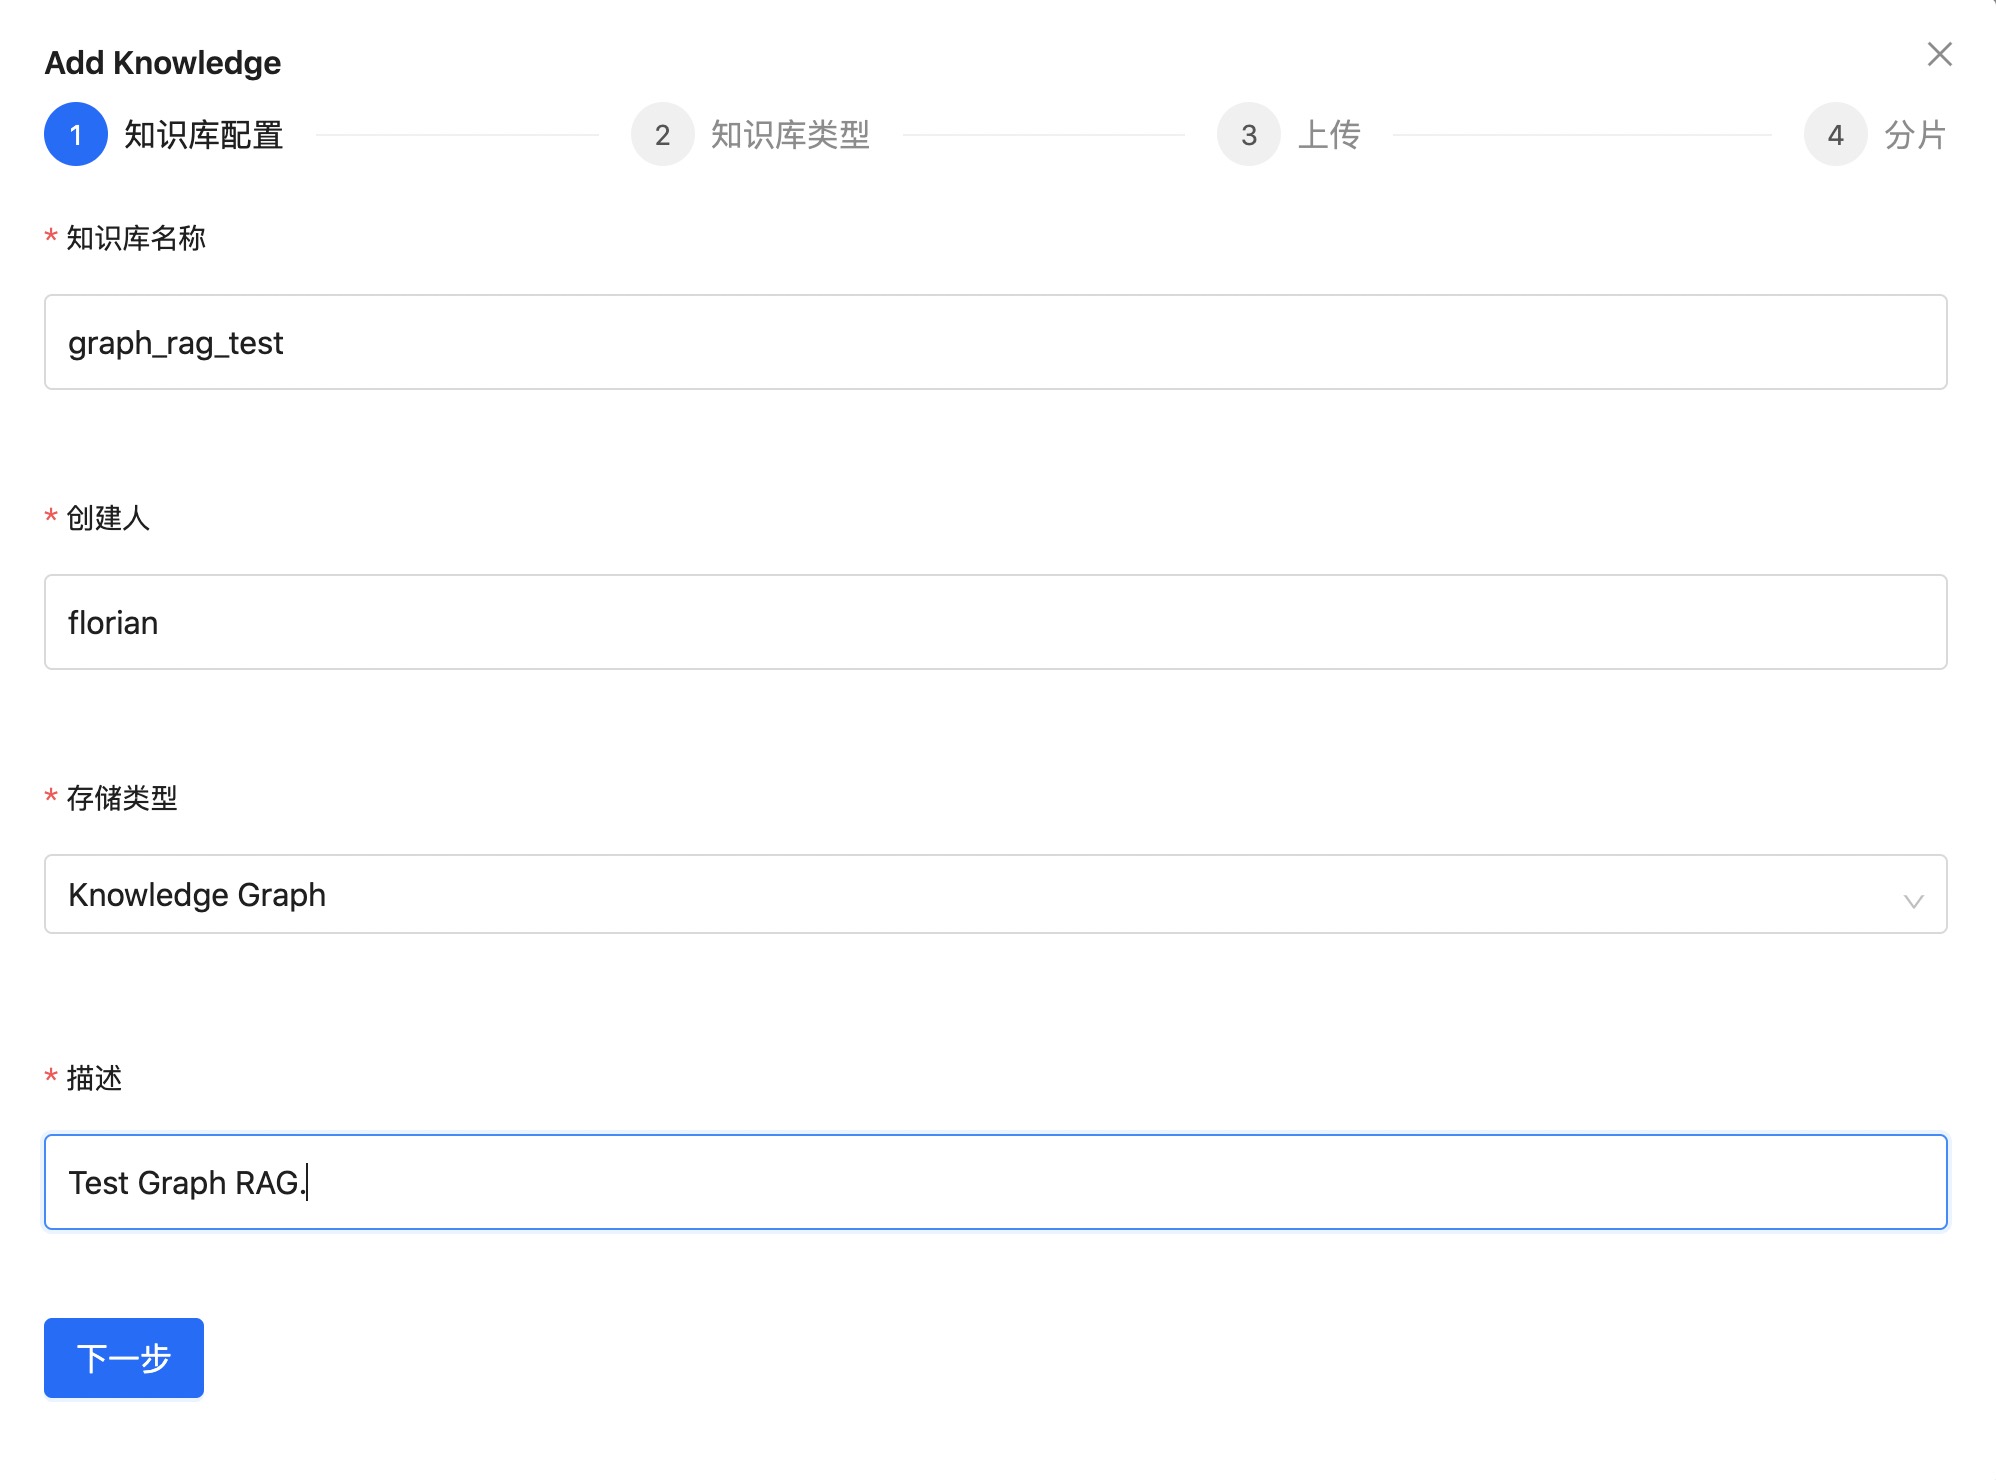 Add Knowledge
1 知识库配置 2 知识库类型 3 上传 4 分片
* 知识库名称
graph_rag_test
* 创建人
florian
* 存储类型
Knowledge Graph
* 描述
Test Graph RAG.
下一步